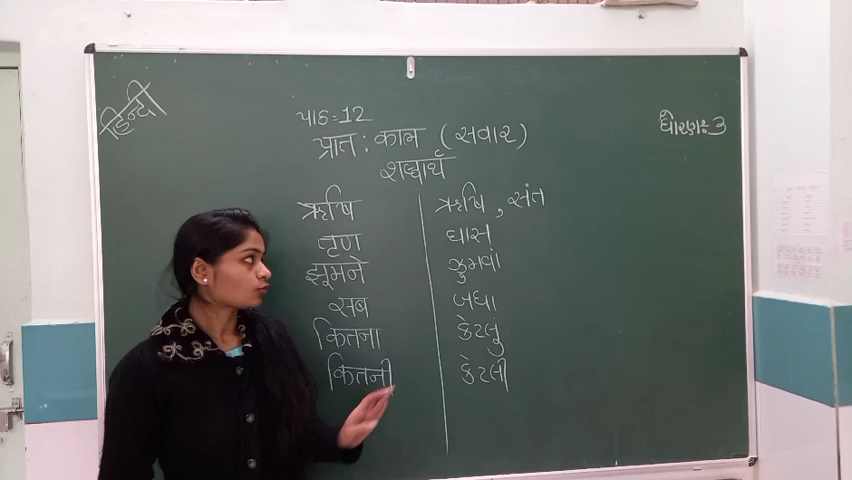 हिन्दी
પાઠ:12
ધોરણ:3
प्रातःकाल (સવાર)
शब्दार्थ
ऋषि ઋષિ, સંત
तृण ઘાસ
झूमने ઝુમવાં
सब બધા
कितना કેટલું
कितनी કેટલી